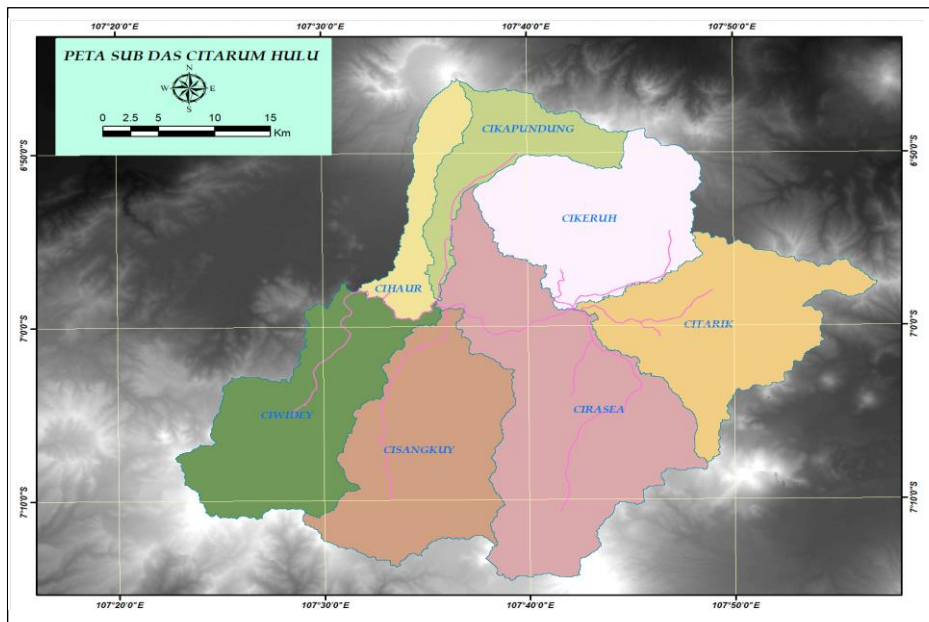 107°20'0"E 107°30'0"E 107°40'0"E 107°50'0"E
PETA SUB DAS CITARUM HULU
N
W E
S
0 2.5 5 10 15
Km
6°50'0"S 6°50'0"S
CIKAPUNDUNG
CIKERUH
CIHAUR
7°0'0"S 7°0'0"S
CITARIK
CIWIDEY
CIRASEA
CISANGKUY
7°10'0"S 7°10'0"S
107°20'0"E 107°30'0"E 107°40'0"E 107°50'0"E